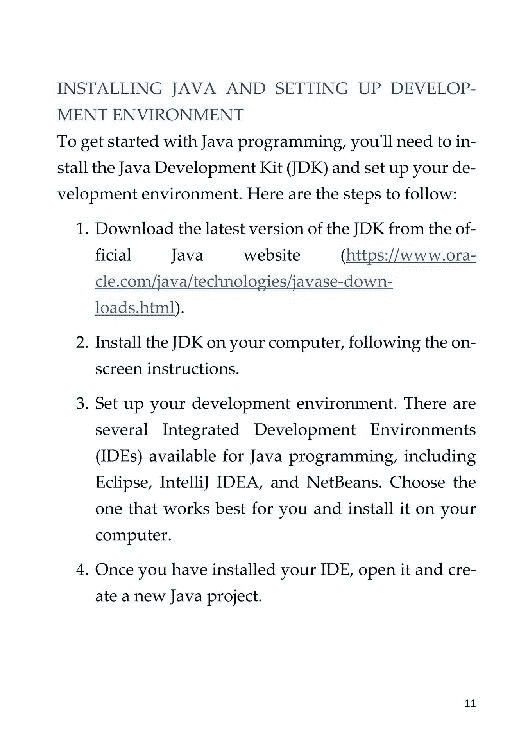 INSTALLING JAVA AND SETTING UP DEVELOP-
MENT ENVIRONMENT
To get started with Java programming, you'll need to in-
stall the Java Development Kit (JDK) and set up your de-
velopment environment. Here are the steps to follow:
1. Download the latest version of the JDK from the of-
ficial Java website (https://www.ora-
cle.com/java/technologies/javase-down-
loads.html).
2. Install the JDK on your computer, following the on-
screen instructions.
3. Set up your development environment. There are
several Integrated Development Environments
(IDEs) available for Java programming, including
Eclipse, IntelliJ IDEA, and NetBeans. Choose the
one that works best for you and install it on your
computer.
4. Once you have installed your IDE, open it and cre-
ate a new Java project.
11